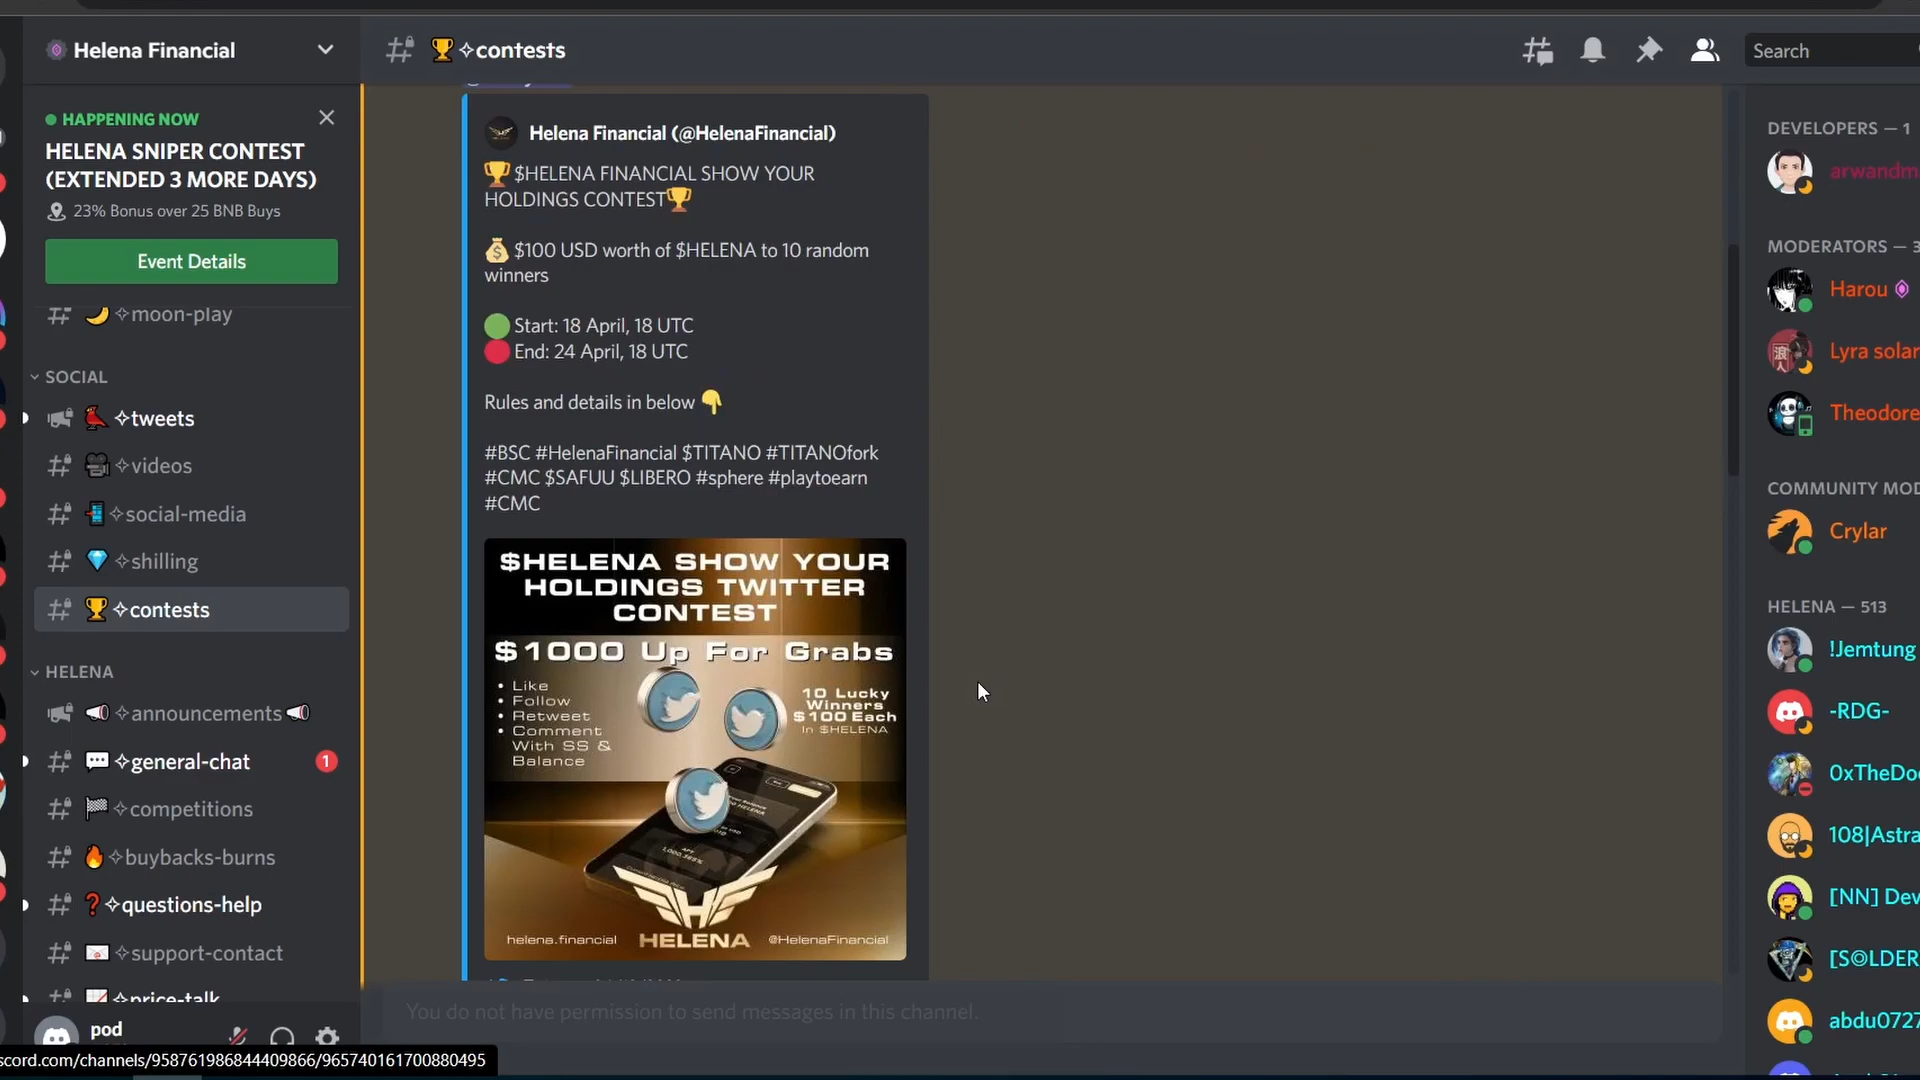 Helena Financial
HAPPENING NOW
HELENA SNIPER CONTEST
(EXTENDED 3 MORE DAYS)
23% Bonus over 25 BNB Buys
Event Details
✧moon-play
SOCIAL
✧tweets
✧videos
✧social-media
✧shilling
✧contests
HELENA
✧announcements
✧general-chat
1
✧competitions
✧buybacks-burns
✧questions-help
✧support-contact
✧price-talk
pod
scord.com/channels/958761986844409866/965740161700880495
✧contests
Search
Helena Financial (@HelenaFinancial)
🏆$HELENA FINANCIAL SHOW YOUR
HOLDINGS CONTEST🏆
💰$100 USD worth of $HELENA to 10 random
winners
🟢Start: 18 April, 18 UTC
🔴End: 24 April, 18 UTC
Rules and details in below 👇
#BSC #HelenaFinancial $TITANO #TITANOfork
#CMC $SAFUU $LIBERO #sphere #playtoearn
#CMC
$HELENA SHOW YOUR
HOLDINGS TWITTER
CONTEST
$1000 Up For Grabs
• Like
• Follow
• Retweet
• Comment
With SS &
Balance
10 Lucky
Winners
$100 Each
In $HELENA
helena.financial
HELENA
@HelenaFinancial
You do not have permission to send messages in this channel.
DEVELOPERS — 1
arwandm
MODERATORS — 3
Harou
Lyra solar
Theodore
COMMUNITY MOD
Crylar
HELENA — 513
!Jemtung
-RDG-
0xTheDoc
108|Astra
[NN] Dev
[S◎LDER
abdu0727